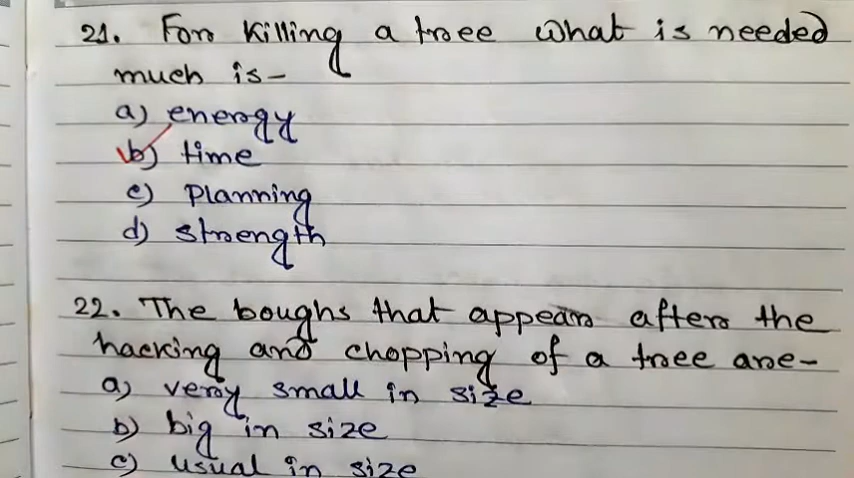 21. For killing a tree what is needed
much is-
a) energy
b) time
c) Planning
d) strength
22. The boughs that appears after the
hacking and chopping of a tree are-
a) very small in size
b) big in size
c) usual in size